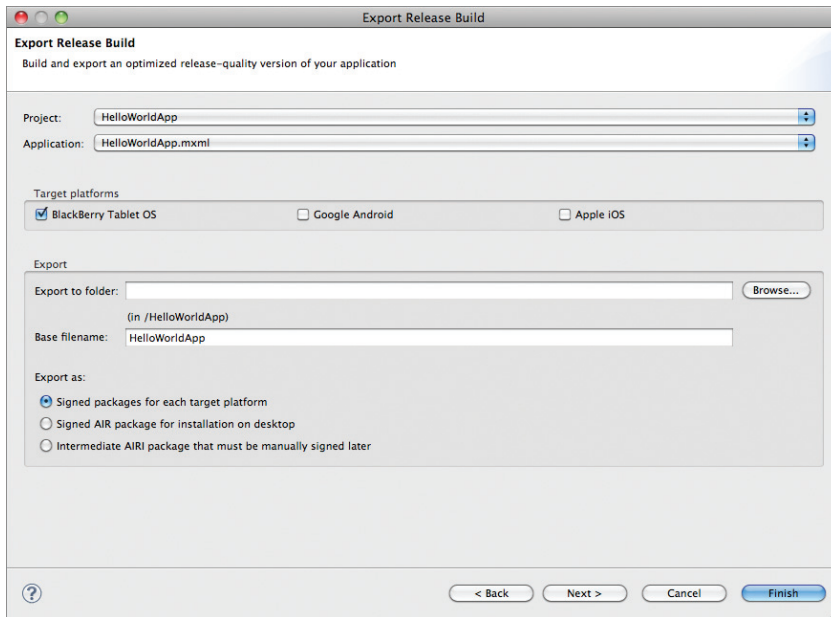 Export Release Build
Export Release Build
Build and export an optimized release-quality version of your application
Project: HelloWorldApp
Application: HelloWorldApp.mxml
Target platforms
BlackBerry Tablet OS Google Android Apple iOS
Export
Export to folder: Browse...
(in /HelloWorldApp)
Base filename: HelloWorldApp
Export as:
Signed packages for each target platform
Signed AIR package for installation on desktop
Intermediate AIRI package that must be manually signed later
? < Back Next > Cancel Finish